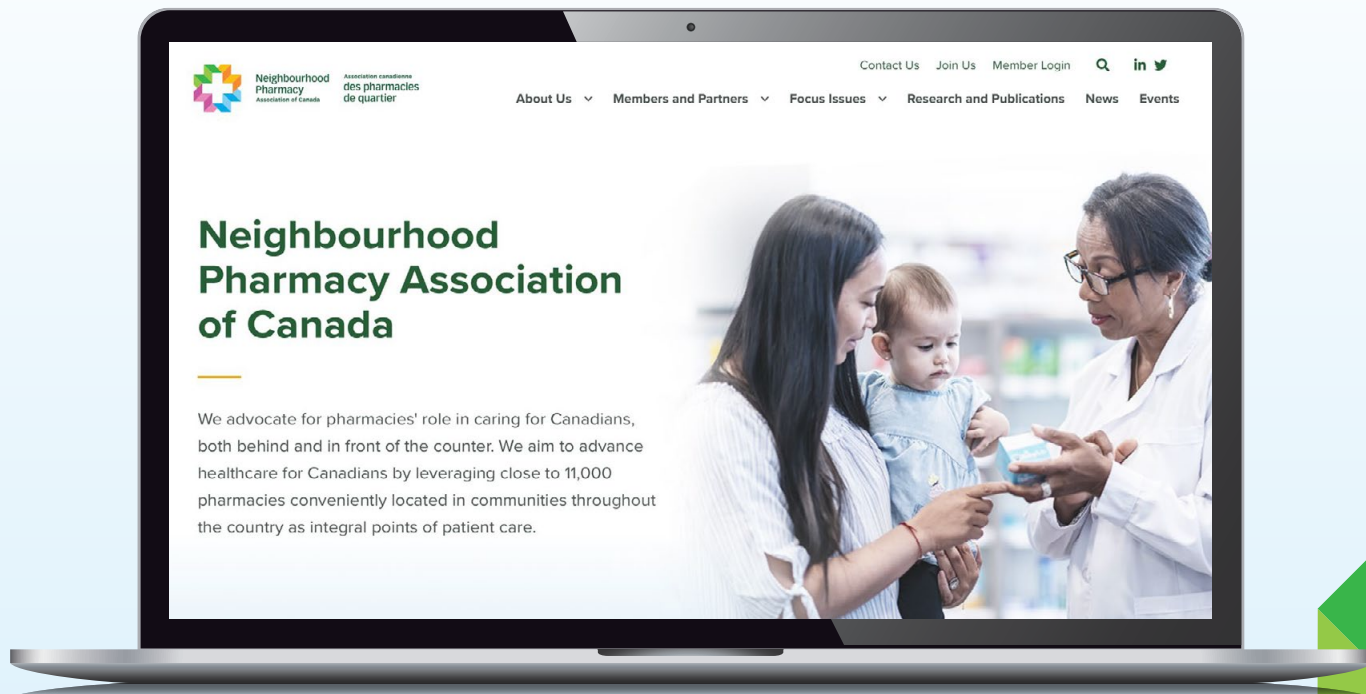 Contact Us Join Us Member Login
in
Neighbourhood
Pharmacy
Association of Canada
Association canadienne
des pharmacies
de quartier
About Us Members and Partners Focus Issues Research and Publications News Events
Neighbourhood
Pharmacy Association
of Canada
We advocate for pharmacies' role in caring for Canadians,
both behind and in front of the counter. We aim to advance
healthcare for Canadians by leveraging close to 11,000
pharmacies conveniently located in communities throughout
the country as integral points of patient care.